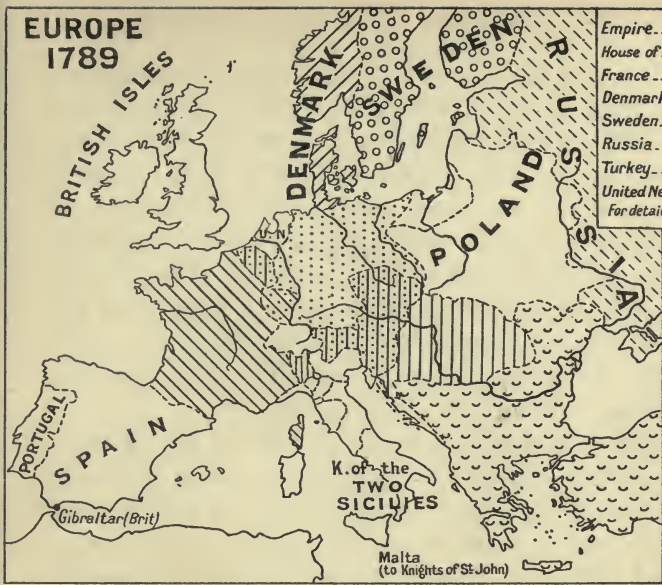 EUROPE
1789
BRITISH ISLES
DENMARK
SWEDEN
RUSSIA
POLAND
U N
PORTUGAL
SPAIN
K. of the
TWO
SICILIES
Gibraltar (Brit)
Malta
(to Knights of St John)
Empire
House of
France
Denmark
Sweden
Russia
Turkey
United Ne
For detai